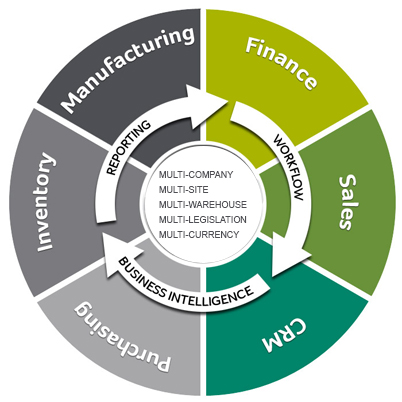 Manufacturing
Finance
Sales
CRM
Purchasing
Inventory
REPORTING
WORKFLOW
BUSINESS INTELLIGENCE
MULTI-COMPANY
MULTI-SITE
MULTI-WAREHOUSE
MULTI-LEGISLATION
MULTI-CURRENCY